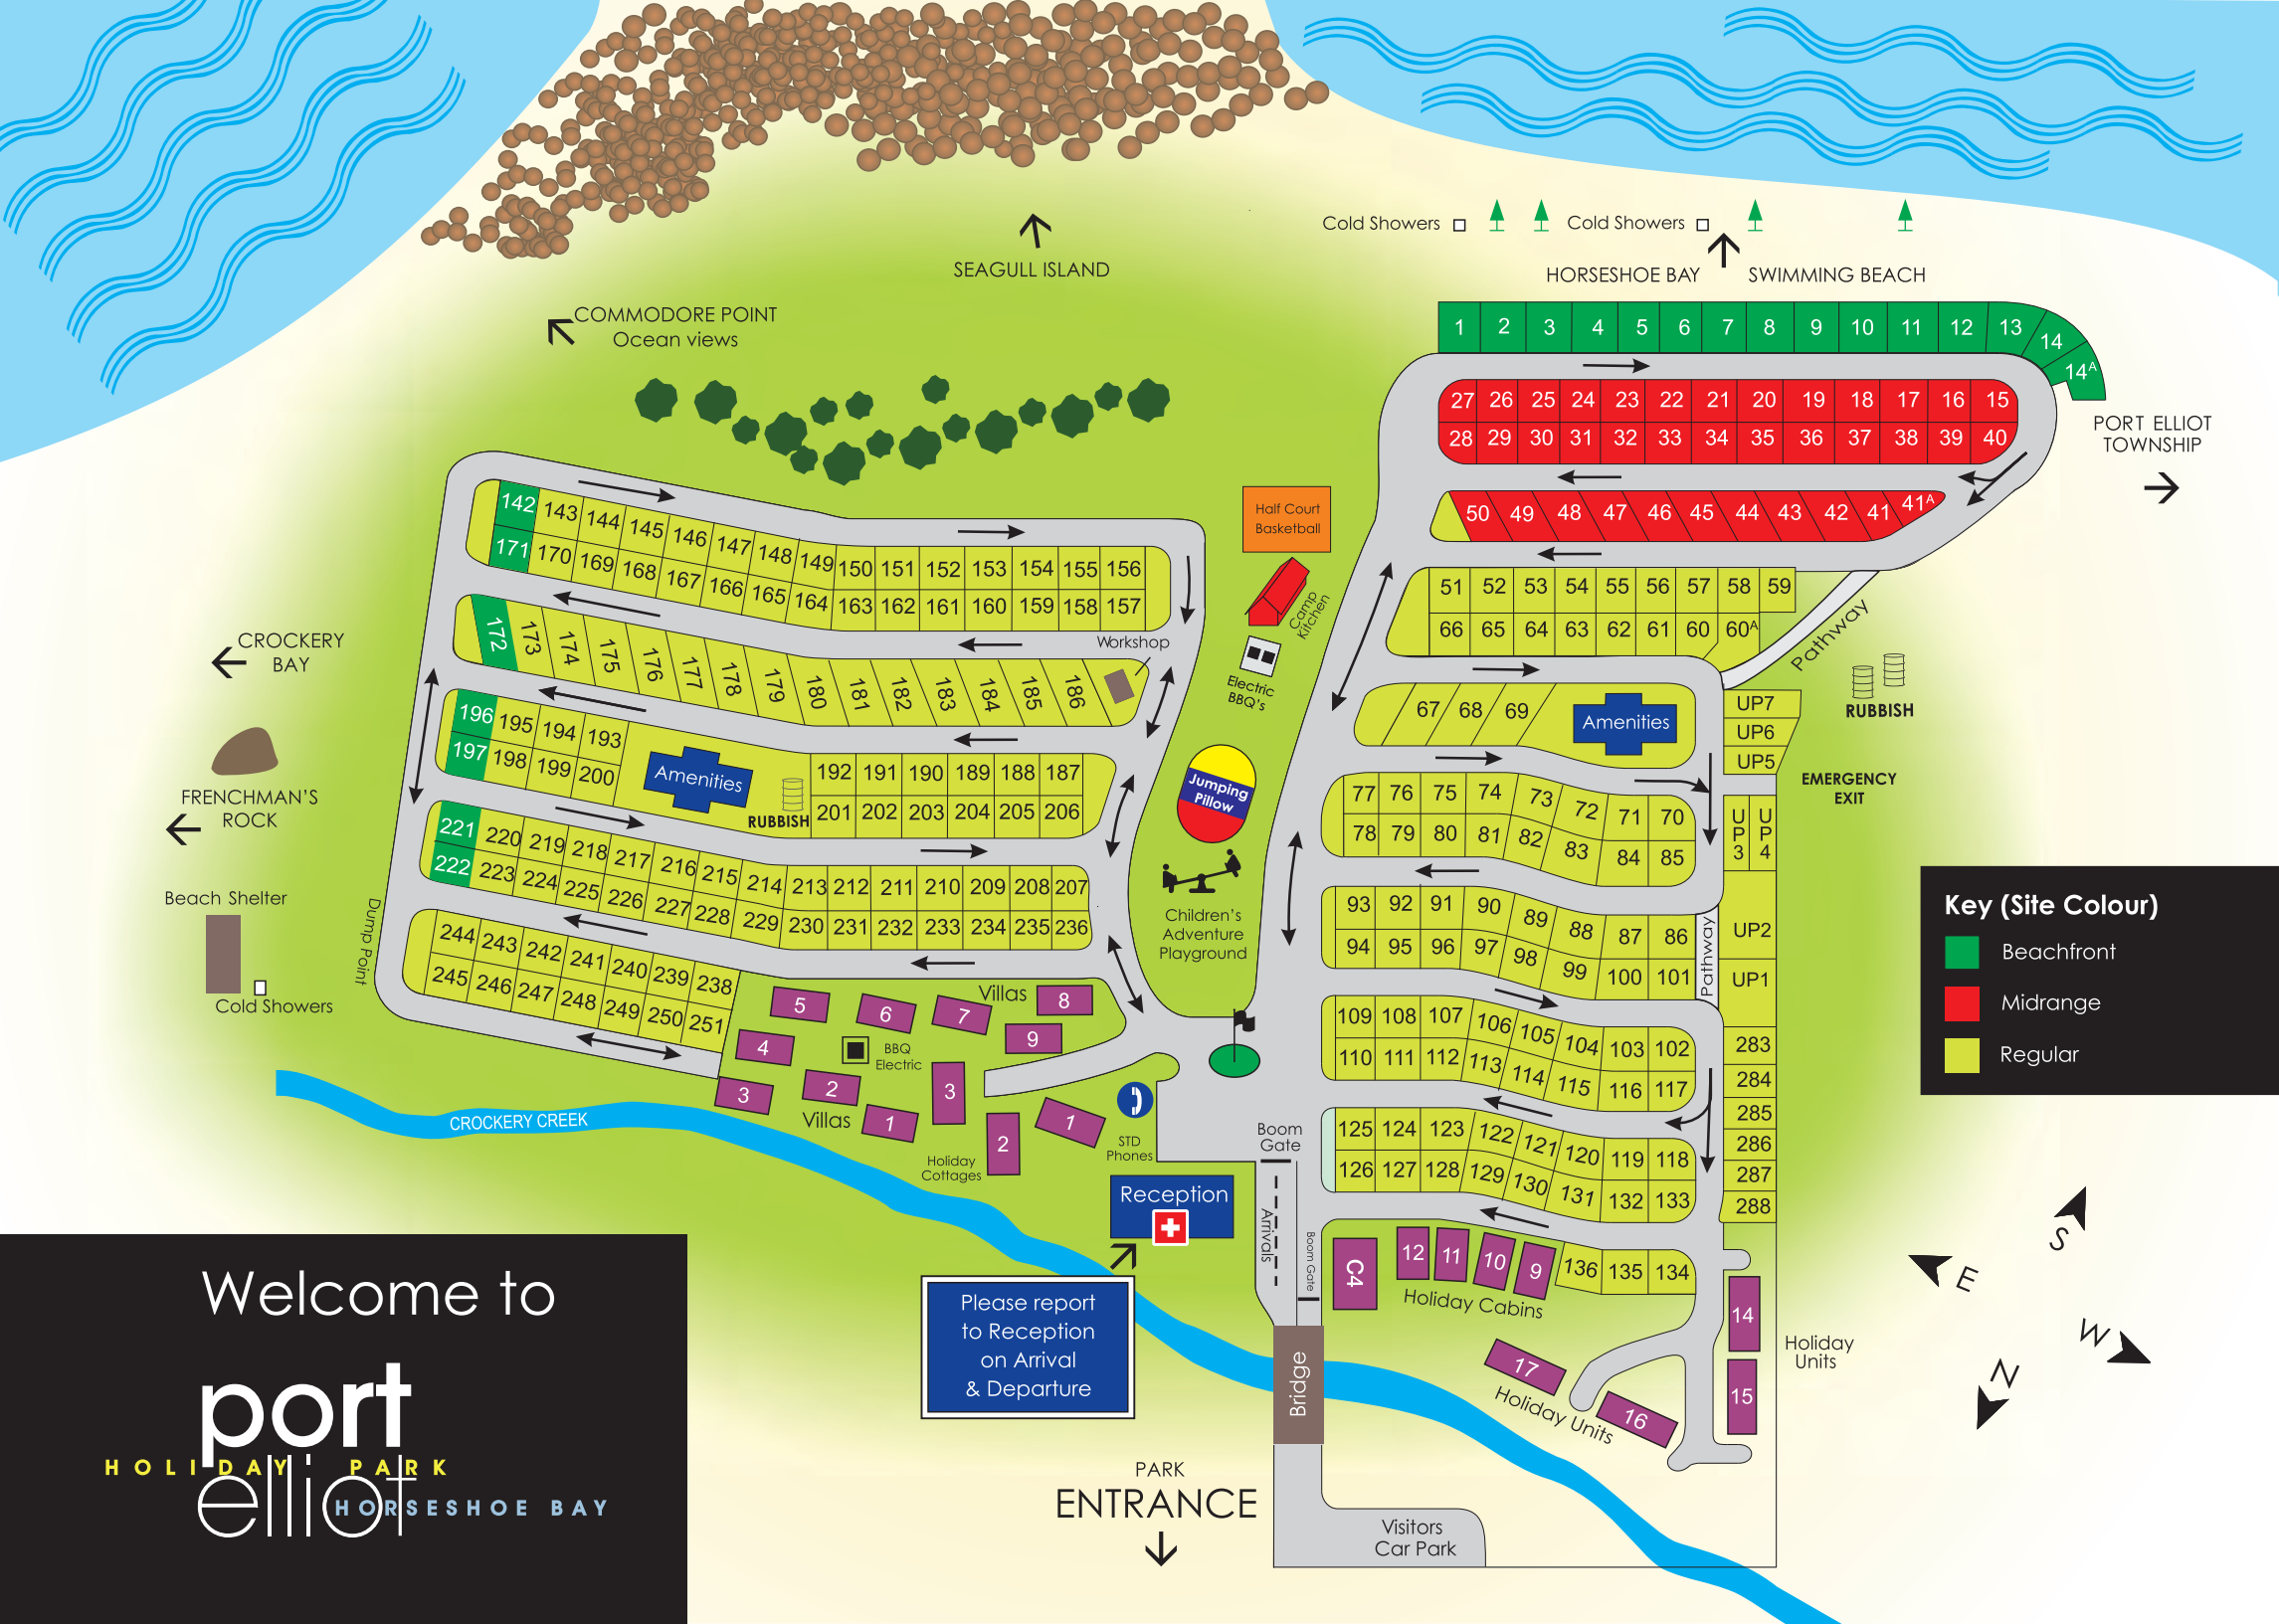 Cold Showers
Cold Showers
SEAGULL ISLAND
HORSESHOE BAY
SWIMMING BEACH
COMMODORE POINT
Ocean views
1 2 3 4 5 6 7 8 9 10 11 12 13 14 14A
27 26 25 24 23 22 21 20 19 18 17 16 15
28 29 30 31 32 33 34 35 36 37 38 39 40
PORT ELLIOT
TOWNSHIP
50 49 48 47 46 45 44 43 42 41 41A
51 52 53 54 55 56 57 58 59
66 65 64 63 62 61 60 60A
Pathway
RUBBISH
67 68 69
Amenities
UP7
UP6
UP5
EMERGENCY
EXIT
77 76 75 74 73 72 71 70
78 79 80 81 82 83 84 85
UP3
UP4
93 92 91 90 89 88 87 86
94 95 96 97 98 99 100 101
Pathway
UP2
UP1
109 108 107 106 105 104 103 102
110 111 112 113 114 115 116 117
283
284
285
286
287
288
125 124 123 122 121 120 119 118
126 127 128 129 130 131 132 133
C4
12 11 10 9
136 135 134
Holiday Cabins
14
15
Holiday
Units
17
16
Holiday Units
Half Court
Basketball
Camp
Kitchen
Electric
BBQ's
Jumping
Pillow
Children's
Adventure
Playground
142 143 144 145 146 147 148 149 150 151 152 153 154 155 156
171 170 169 168 167 166 165 164 163 162 161 160 159 158 157
Workshop
172 173 174 175 176 177 178 179 180 181 182 183 184 185 186
196 195 194 193
197 198 199 200
Amenities
RUBBISH
192 191 190 189 188 187
201 202 203 204 205 206
221 220 219 218 217 216 215 214 213 212 211 210 209 208 207
222 223 224 225 226 227 228 229 230 231 232 233 234 235 236
244 243 242 241 240 239 238
245 246 247 248 249 250 251
Dump Point
CROCKERY
BAY
FRENCHMAN'S
ROCK
Beach Shelter
Cold Showers
5 6 7
Villas
8
9
4
BBQ
Electric
3
2
Villas
1
3
2
1
Holiday
Cottages
STD
Phones
CROCKERY CREEK
Reception
Boom
Gate
Arrivals
Boom Gate
Bridge
Please report
to Reception
on Arrival
& Departure
PARK
ENTRANCE
Visitors
Car Park
Key (Site Colour)
Beachfront
Midrange
Regular
S
E
W
N
Welcome to
port
HOLIDAY PARK
elliot
HORSESHOE BAY